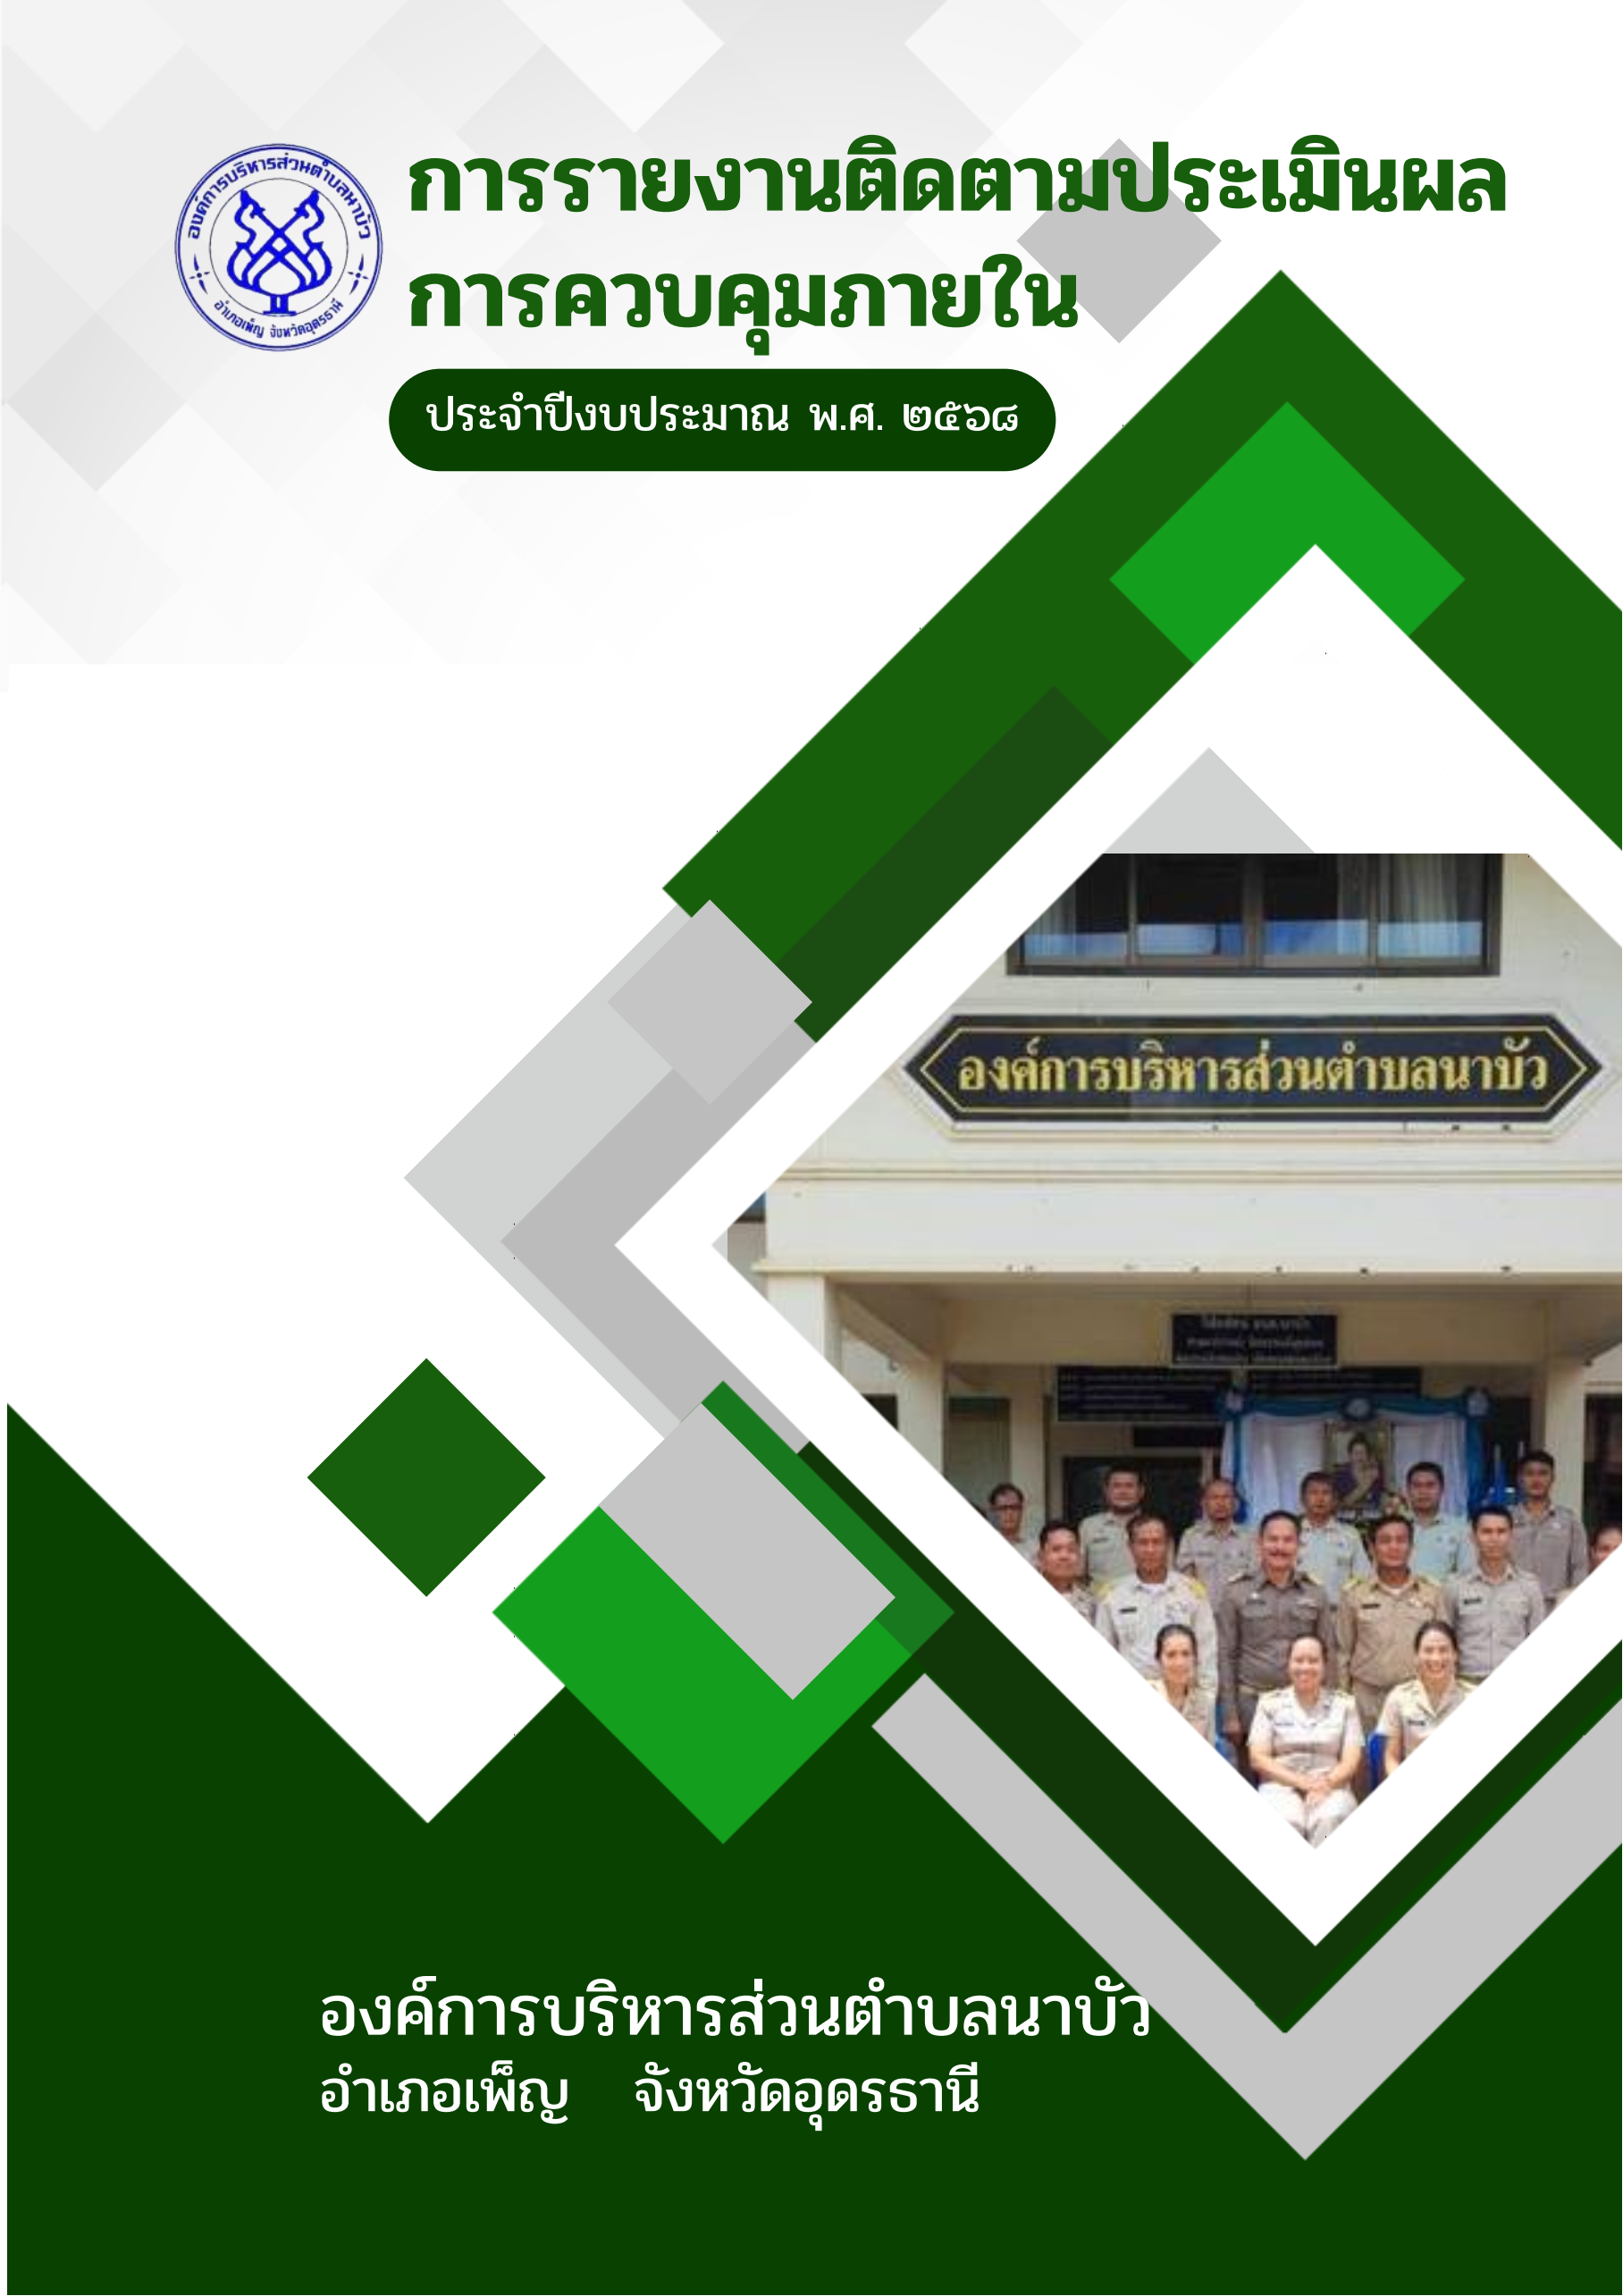 องค์การบริหารส่วนตำบลนาบัว
อำเภอเพ็ญ จังหวัดอุดรธานี
การรายงานติดตามประเมินผล
การควบคุมภายใน
ประจำปีงบประมาณ พ.ศ. ๒๕๖๘
องค์การบริหารส่วนตำบลนาบัว
องค์การบริหารส่วนตำบลนาบัว
อำเภอเพ็ญ จังหวัดอุดรธานี